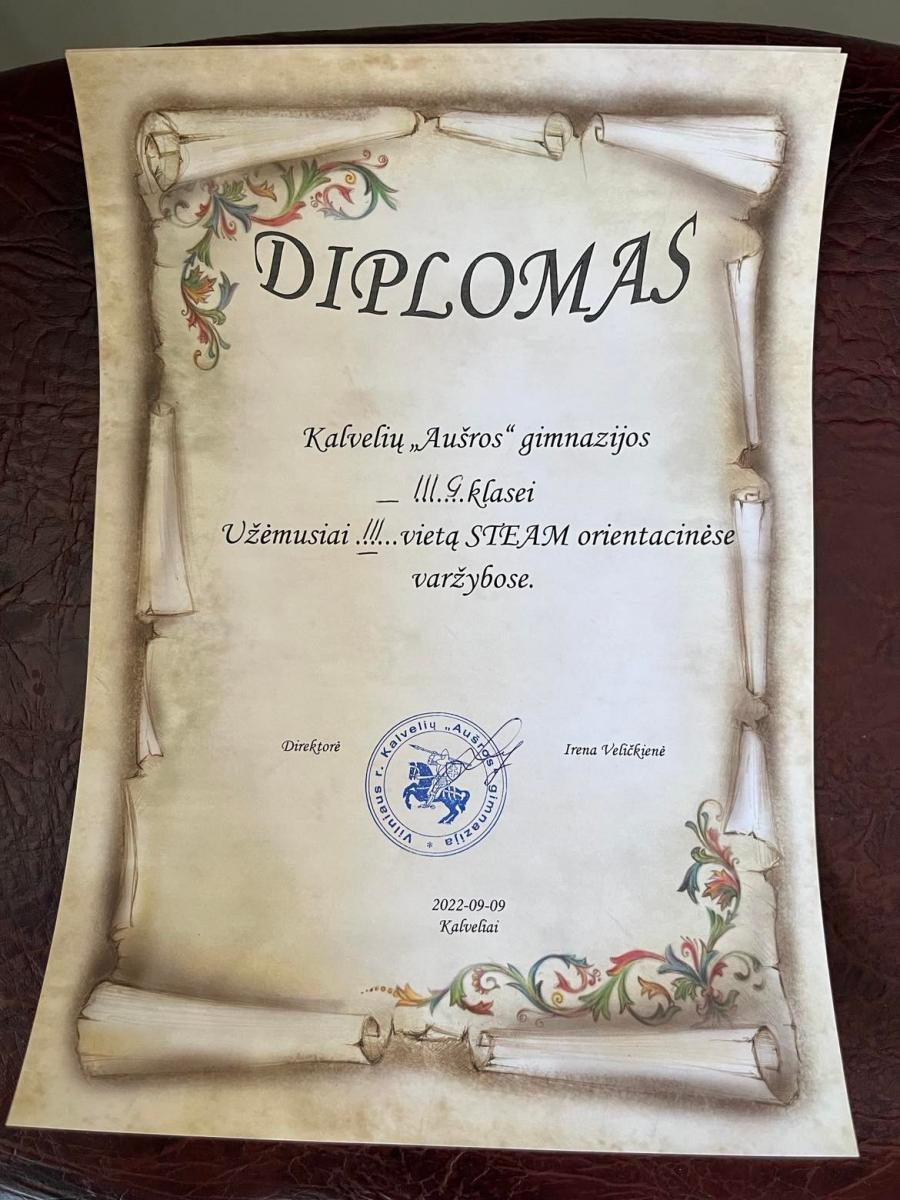 DIPLOMAS
Kalvelių „Aušros“ gimnazijos
_ III.G.klasei
Užėmusiai .III...vietą STEAM orientacinėse
varžybose.
Direktorė
Vilniaus r. Kalvelių „Aušros“ gimnazija *
Irena Veličkienė
2022-09-09
Kalveliai